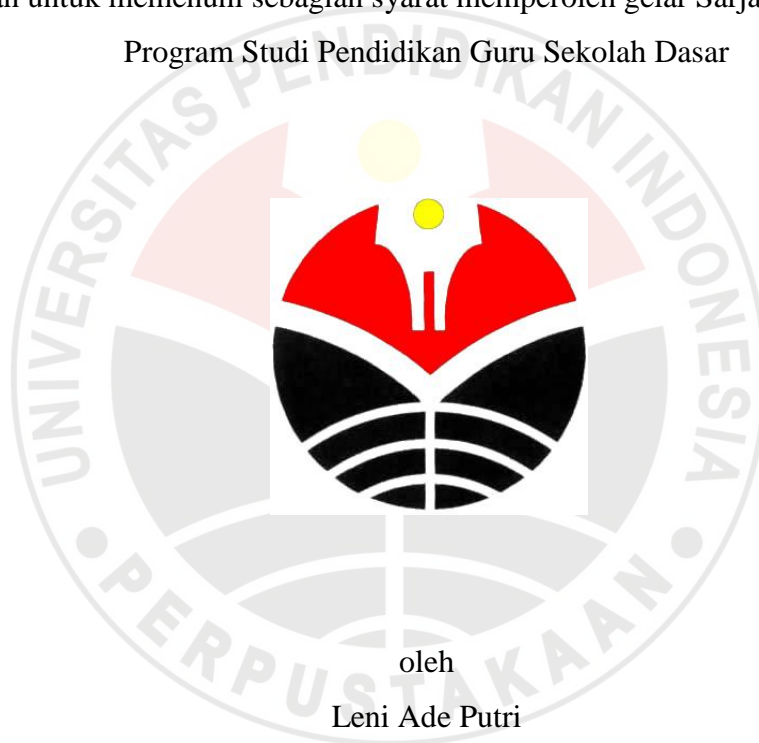 untuk memenuhi sebagian syarat memperoleh gelar
Program Studi Pendidikan Guru Sekolah Dasar
UNIVERSITAS PENDIDIKAN INDONESIA
PERPUSTAKAAN
oleh
Leni Ade Putri